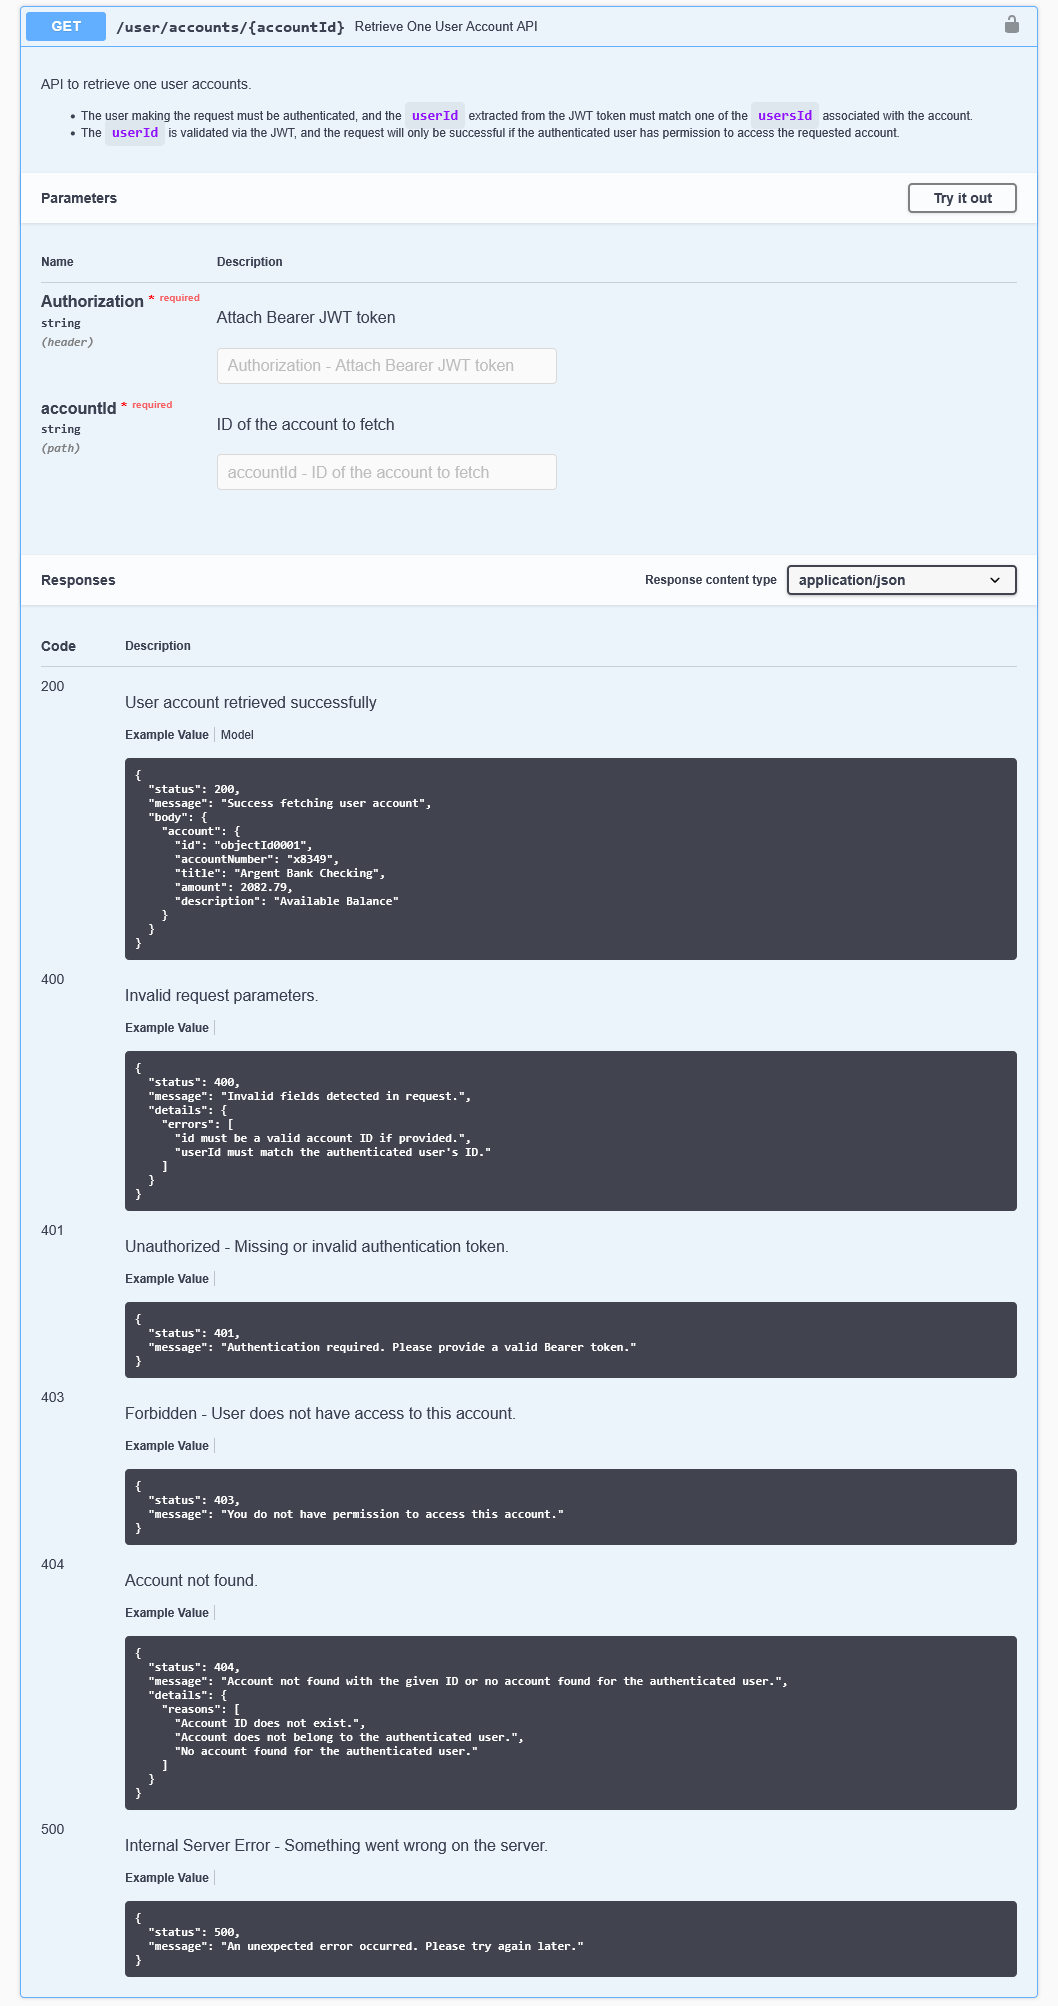 GET /user/accounts/{accountId} Retrieve One User Account API
API to retrieve one user accounts.
• The user making the request must be authenticated, and the userId extracted from the JWT token must match one of the usersId associated with the account.
• The userId is validated via the JWT, and the request will only be successful if the authenticated user has permission to access the requested account.
Parameters Try it out
Name Description
Authorization * required
string
(header)
Attach Bearer JWT token
Authorization - Attach Bearer JWT token
accountId * required
string
(path)
ID of the account to fetch
accountId - ID of the account to fetch
Responses Response content type application/json
Code Description
200
User account retrieved successfully
Example Value Model
{
  "status": 200,
  "message": "Success fetching user account",
  "body": {
    "account": {
      "id": "objectId0001",
      "accountNumber": "x8349",
      "title": "Argent Bank Checking",
      "amount": 2082.79,
      "description": "Available Balance"
    }
  }
}
400
Invalid request parameters.
Example Value
{
  "status": 400,
  "message": "Invalid fields detected in request.",
  "details": {
    "errors": [
      "id must be a valid account ID if provided.",
      "userId must match the authenticated user's ID."
    ]
  }
}
401
Unauthorized - Missing or invalid authentication token.
Example Value
{
  "status": 401,
  "message": "Authentication required. Please provide a valid Bearer token."
}
403
Forbidden - User does not have access to this account.
Example Value
{
  "status": 403,
  "message": "You do not have permission to access this account."
}
404
Account not found.
Example Value
{
  "status": 404,
  "message": "Account not found with the given ID or no account found for the authenticated user.",
  "details": {
    "reasons": [
      "Account ID does not exist.",
      "Account does not belong to the authenticated user.",
      "No account found for the authenticated user."
    ]
  }
}
500
Internal Server Error - Something went wrong on the server.
Example Value
{
  "status": 500,
  "message": "An unexpected error occurred. Please try again later."
}